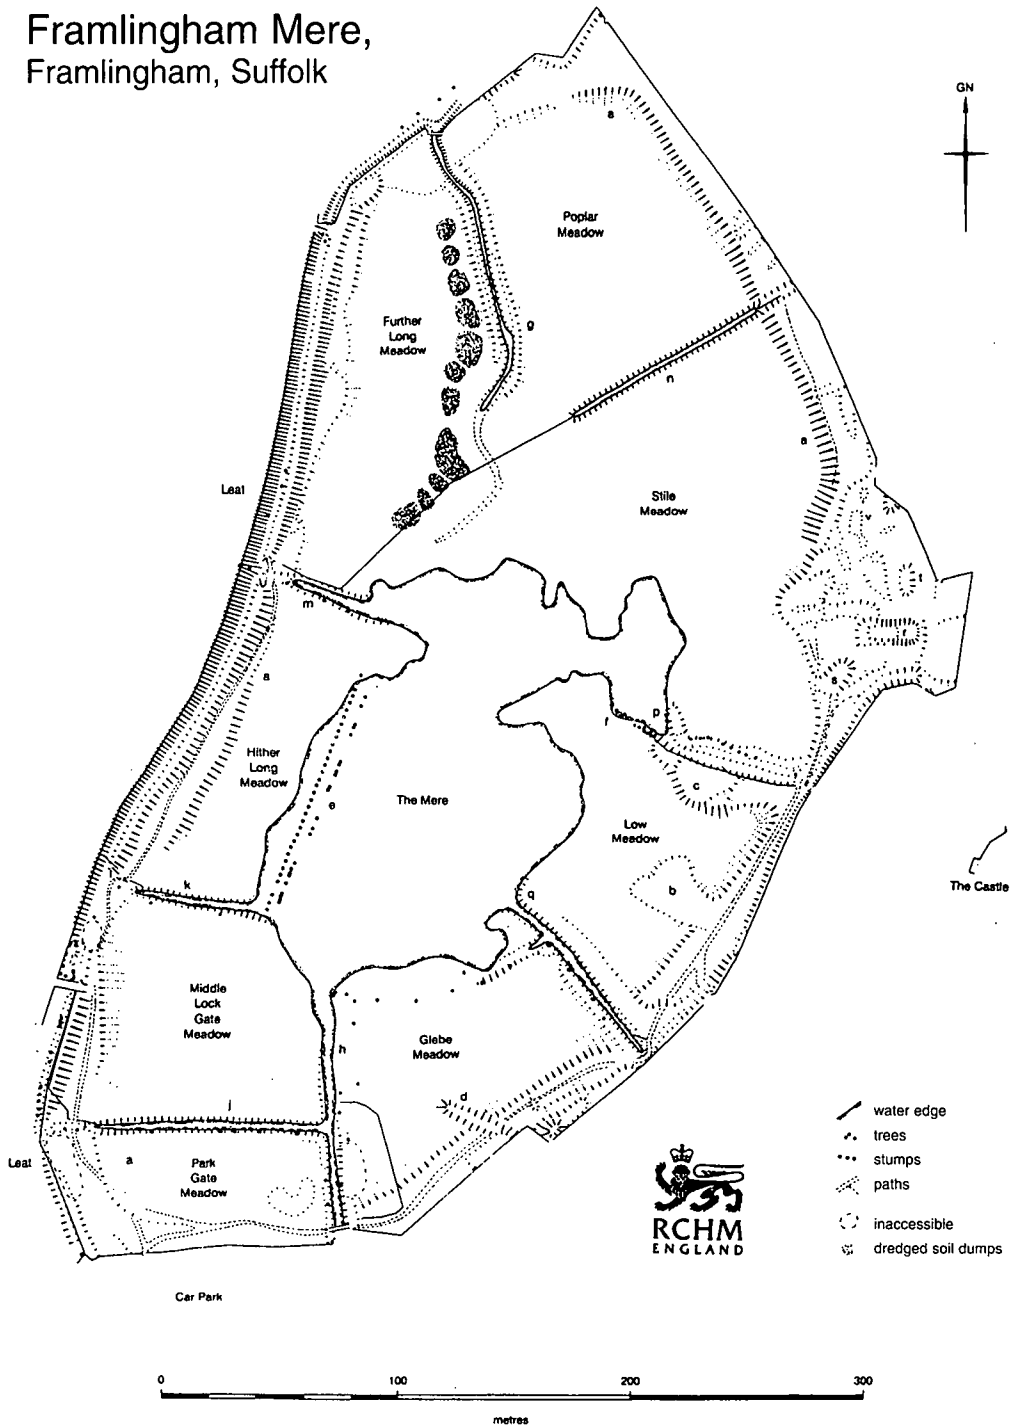 Framlingham Mere,
Framlingham, Suffolk
GN
a
Poplar
Meadow
Further
Long
Meadow
g
n
a
Leat
Stile
Meadow
v
t
m
r
a
s
f
p
Hither
Long
Meadow
e
The Mere
c
Low
Meadow
k
b
q
The Castle
Middle
Lock
Gate
Meadow
h
Glebe
Meadow
j
d
Leat
a
Park
Gate
Meadow
i
water edge
trees
stumps
paths
inaccessible
dredged soil dumps
RCHM
ENGLAND
Car Park
0 100 200 300
metres